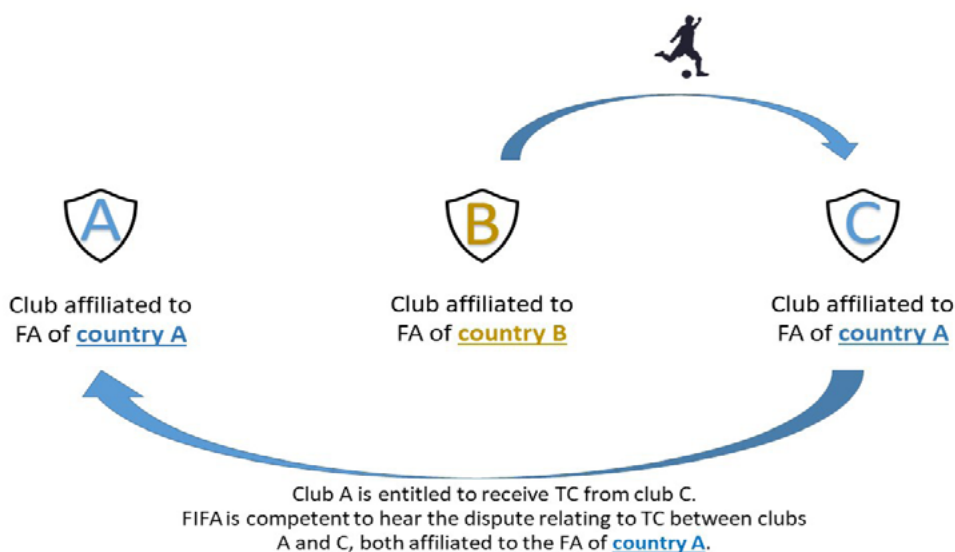 A
B
C
Club affiliated to
FA of country A
Club affiliated to
FA of country B
Club affiliated to
FA of country A
Club A is entitled to receive TC from club C.
FIFA is competent to hear the dispute relating to TC between clubs
A and C, both affiliated to the FA of country A.